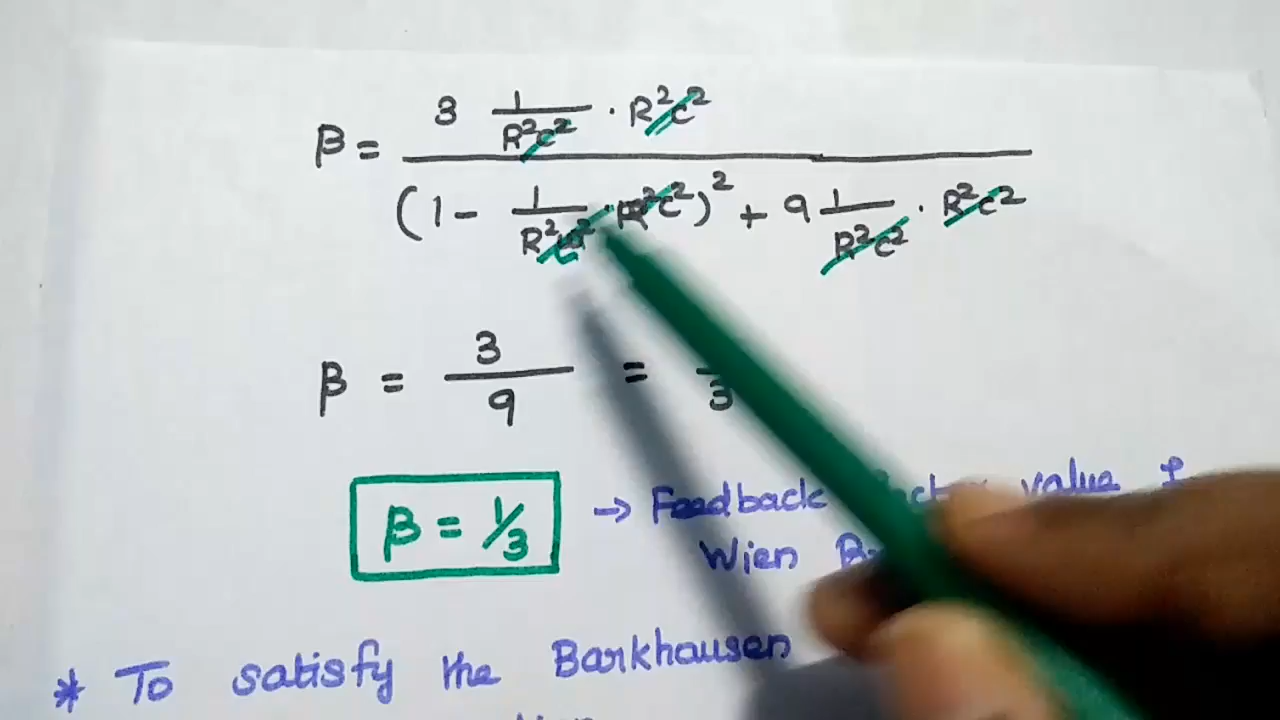 β = 3 1/R²C² · R²C² / (1 - 1/R²C² · R²C²)² + 9 1/R²C² · R²C²
β = 3/9 = /3
β = 1/3 → Feedback value
Wien
* To satisfy the Barkhausen